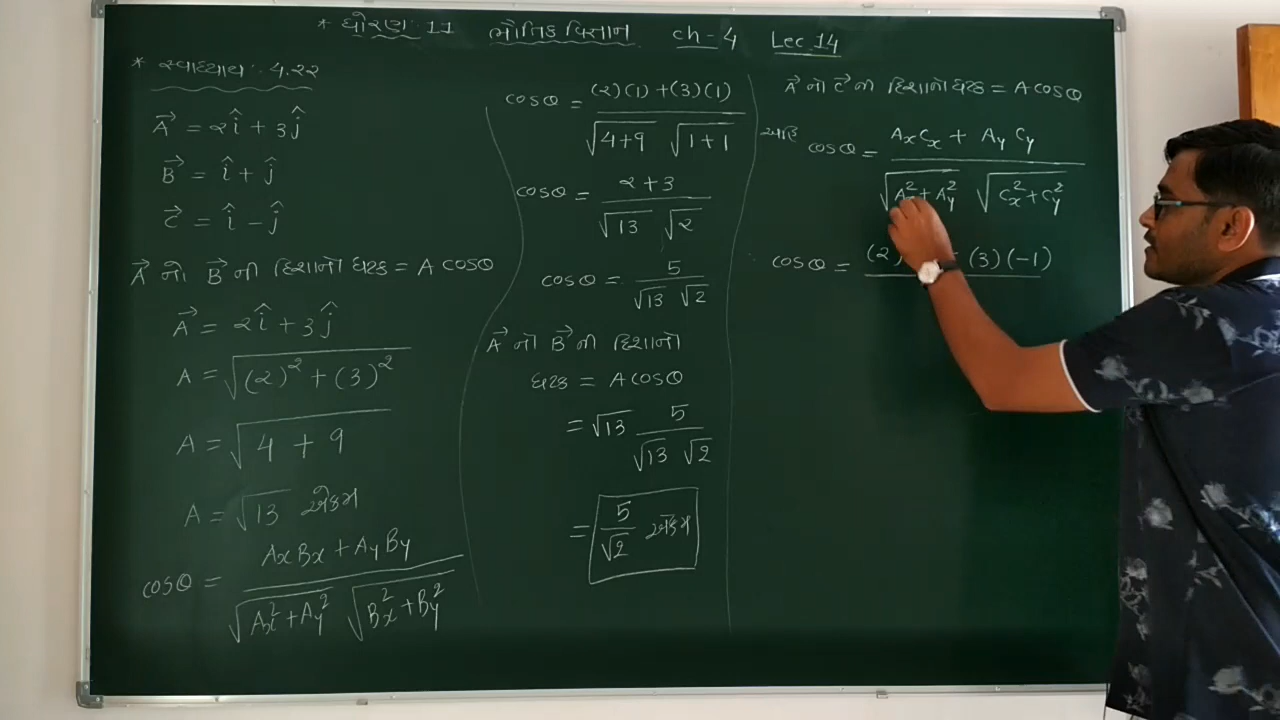 * ધોરણ : 11 ભૌતિક વિજ્ઞાન ch-4 Lec 14
* સ્વાધ્યાય : 4.22
A⃗ = 2î + 3ĵ
B⃗ = î + ĵ
C⃗ = î - ĵ
A⃗ નો B⃗ ની દિશાનો ઘટક = A cosθ
A⃗ = 2î + 3ĵ
A = √((2)² + (3)²)
A = √(4 + 9)
A = √13 એકમ
cosθ = (AxBx + AyBy) / (√(Ax² + Ay²) √(Bx² + By²))
cosθ = ((2)(1) + (3)(1)) / (√(4+9) √(1+1))
cosθ = (2 + 3) / (√13 √2)
cosθ = 5 / (√13 √2)
A⃗ નો B⃗ ની દિશાનો
ઘટક = A cosθ
= √13 5 / (√13 √2)
= 5/√2 એકમ
A⃗ નો C⃗ ની દિશાનો ઘટક = A cosθ
અહિં cosθ = (AxCx + AyCy) / (√(Ax² + Ay²) √(Cx² + Cy²))
cosθ = (2) (3)(-1)